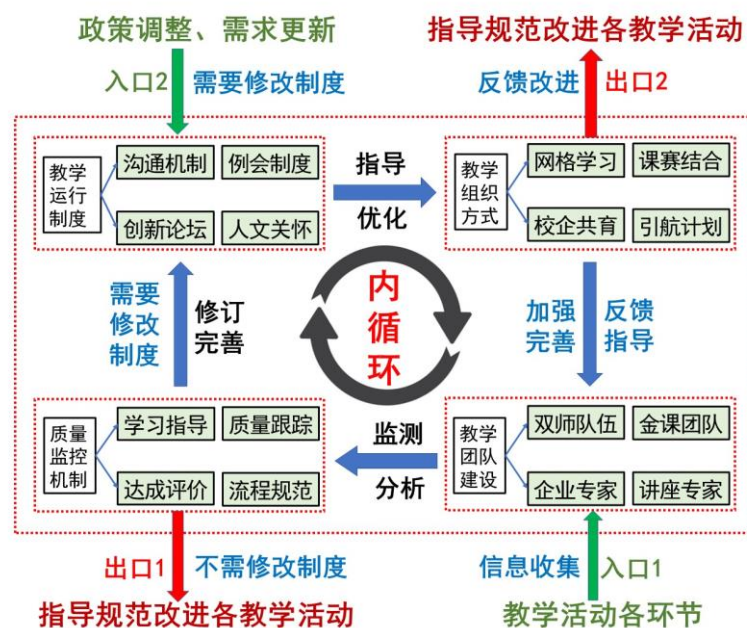 政策调整、需求更新
指导规范改进各教学活动
入口2
需要修改制度
反馈改进
出口2
教学
运行
制度
沟通机制
例会制度
创新论坛
人文关怀
指导
优化
教学
组织
方式
网格学习
课赛结合
校企共育
引航计划
需要
修改
制度
修订
完善
内
循
环
加强
完善
反馈
指导
质量
监控
机制
学习指导
质量跟踪
达成评价
流程规范
监测
分析
教学
团队
建设
双师队伍
金课团队
企业专家
讲座专家
出口1
不需修改制度
信息收集
入口1
指导规范改进各教学活动
教学活动各环节